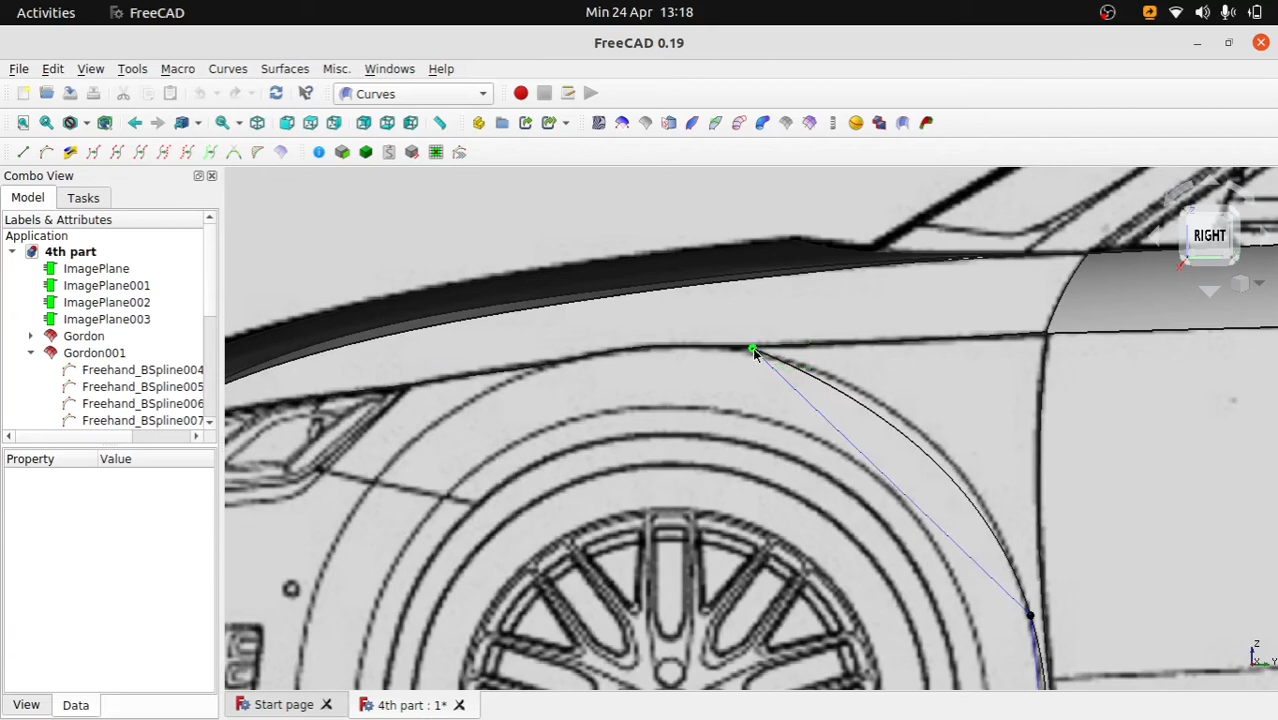 Activities FreeCAD Min 24 Apr 13:18
FreeCAD 0.19
File Edit View Tools Macro Curves Surfaces Misc. Windows Help
Curves
Combo View
Model Tasks
Labels & Attributes
Application
4th part
ImagePlane
ImagePlane001
ImagePlane002
ImagePlane003
Gordon
Gordon001
Freehand_BSpline004
Freehand_BSpline005
Freehand_BSpline006
Freehand_BSpline007
Property Value
View Data
Start page 4th part : 1*
RIGHT
Z
Z
X Y